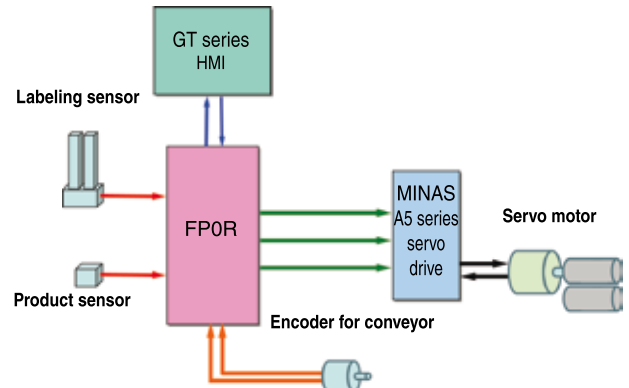 GT series
HMI
Labeling sensor
FP0R
MINAS
A5 series
servo
drive
Servo motor
Product sensor
Encoder for conveyor